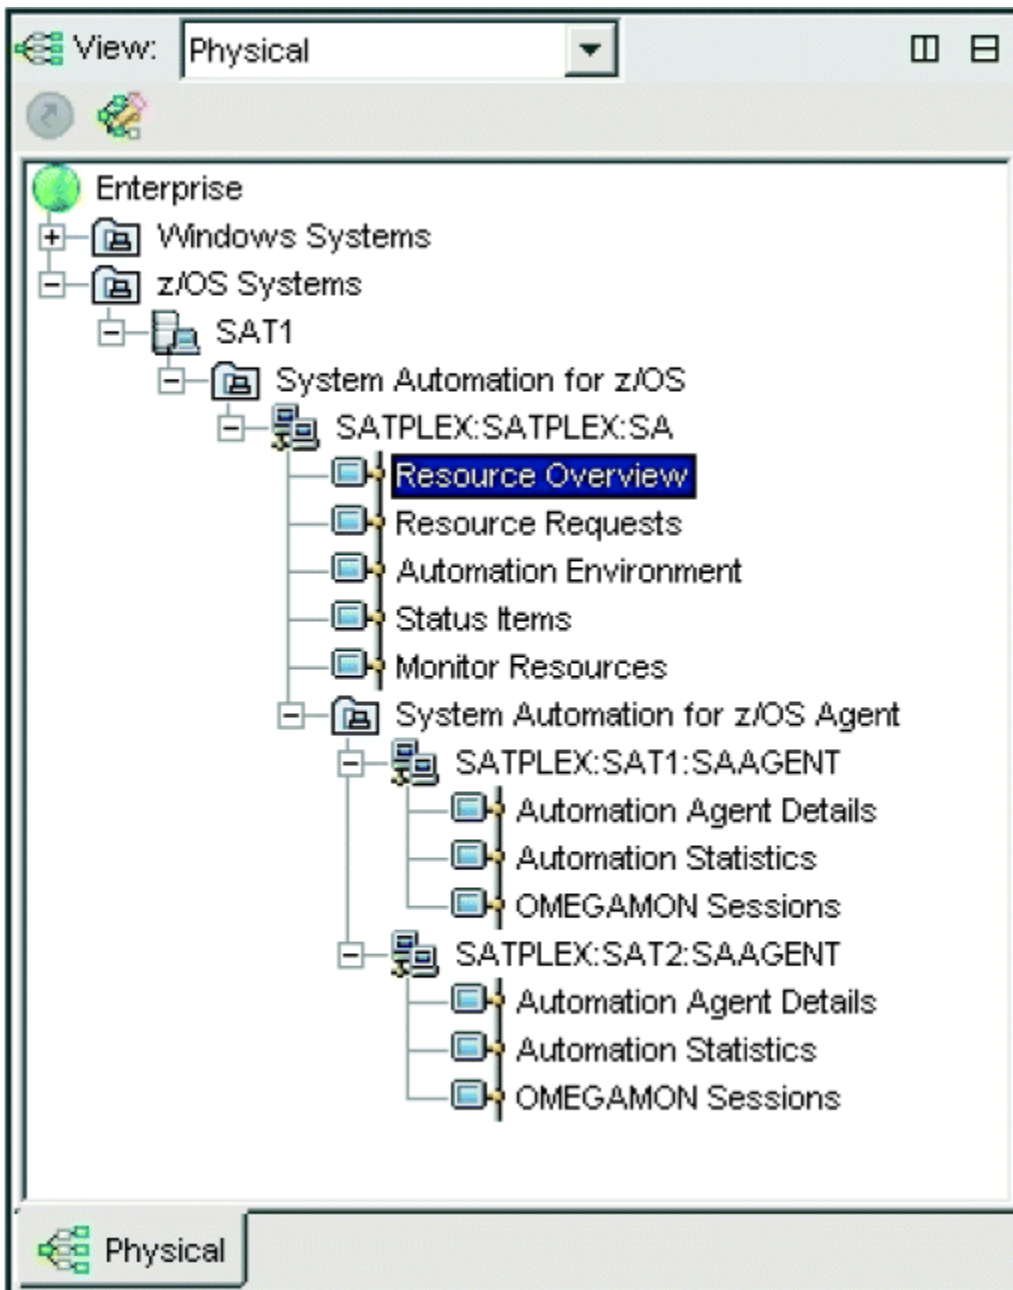 View: Physical
Enterprise
Windows Systems
z/OS Systems
SAT1
System Automation for z/OS
SATPLEX:SATPLEX:SA
Resource Overview
Resource Requests
Automation Environment
Status Items
Monitor Resources
System Automation for z/OS Agent
SATPLEX:SAT1:SAAGENT
Automation Agent Details
Automation Statistics
OMEGAMON Sessions
SATPLEX:SAT2:SAAGENT
Automation Agent Details
Automation Statistics
OMEGAMON Sessions
Physical